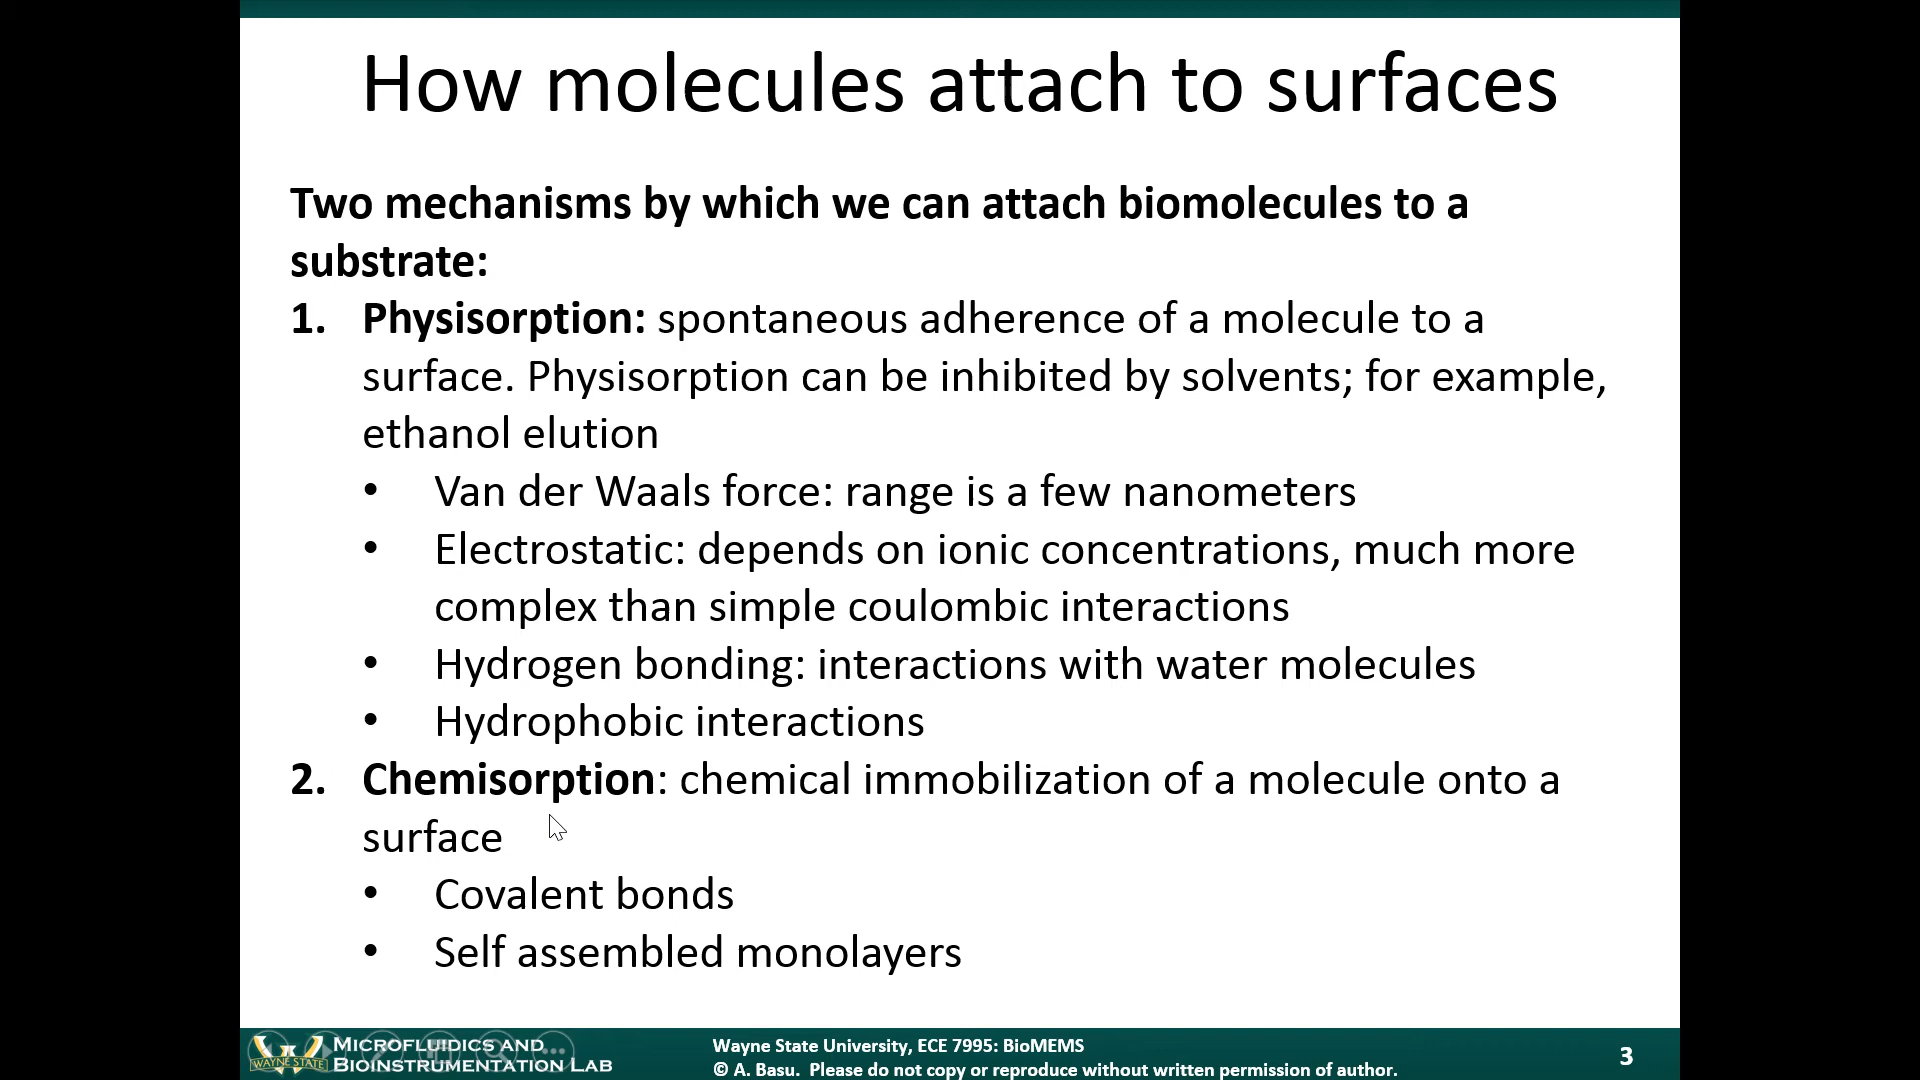 How molecules attach to surfaces
Two mechanisms by which we can attach biomolecules to a
substrate:
1. Physisorption: spontaneous adherence of a molecule to a
surface. Physisorption can be inhibited by solvents; for example,
ethanol elution
• Van der Waals force: range is a few nanometers
• Electrostatic: depends on ionic concentrations, much more
complex than simple coulombic interactions
• Hydrogen bonding: interactions with water molecules
• Hydrophobic interactions
2. Chemisorption: chemical immobilization of a molecule onto a
surface
• Covalent bonds
• Self assembled monolayers
WAYNE STATE
MICROFLUIDICS AND
BIOINSTRUMENTATION LAB
Wayne State University, ECE 7995: BioMEMS
© A. Basu. Please do not copy or reproduce without written permission of author.
3